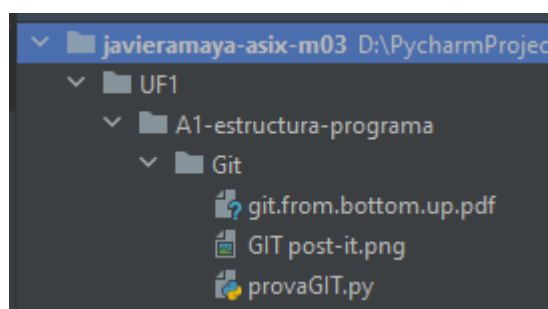 javieramaya-asix-m03 D:\PycharmProjec
UF1
A1-estructura-programa
Git
git.from.bottom.up.pdf
GIT post-it.png
provaGIT.py